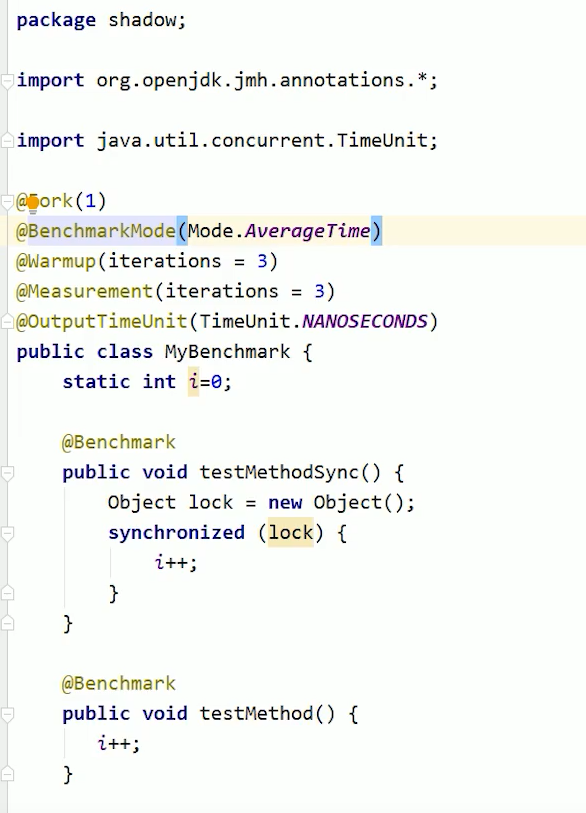 package shadow;
import org.openjdk.jmh.annotations.*;
import java.util.concurrent.TimeUnit;
@Fork(1)
@BenchmarkMode(Mode.AverageTime)
@Warmup(iterations = 3)
@Measurement(iterations = 3)
@OutputTimeUnit(TimeUnit.NANOSECONDS)
public class MyBenchmark {
    static int i=0;
    @Benchmark
    public void testMethodSync() {
        Object lock = new Object();
        synchronized (lock) {
            i++;
        }
    }
    @Benchmark
    public void testMethod() {
       i++;
    }